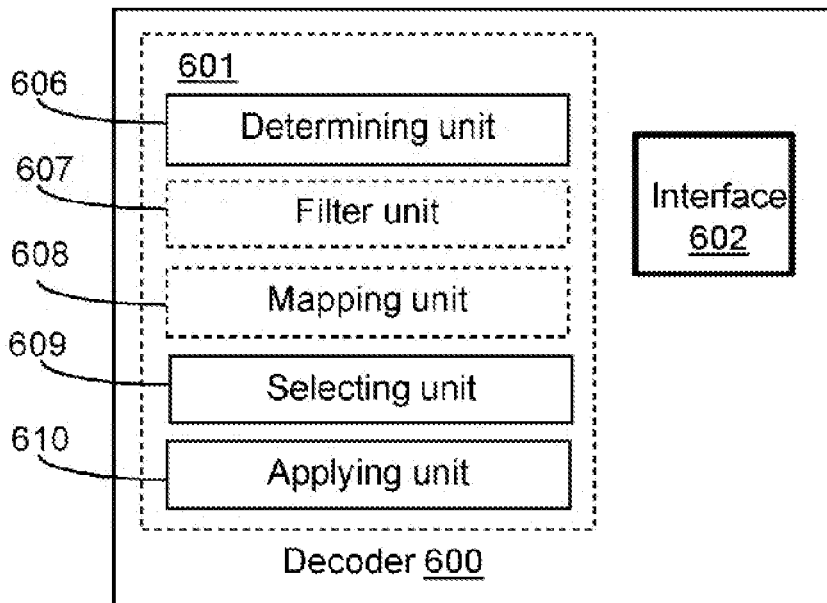 601
606
Determining unit
607
Filter unit
Interface
602
608
Mapping unit
609
Selecting unit
610
Applying unit
Decoder 600